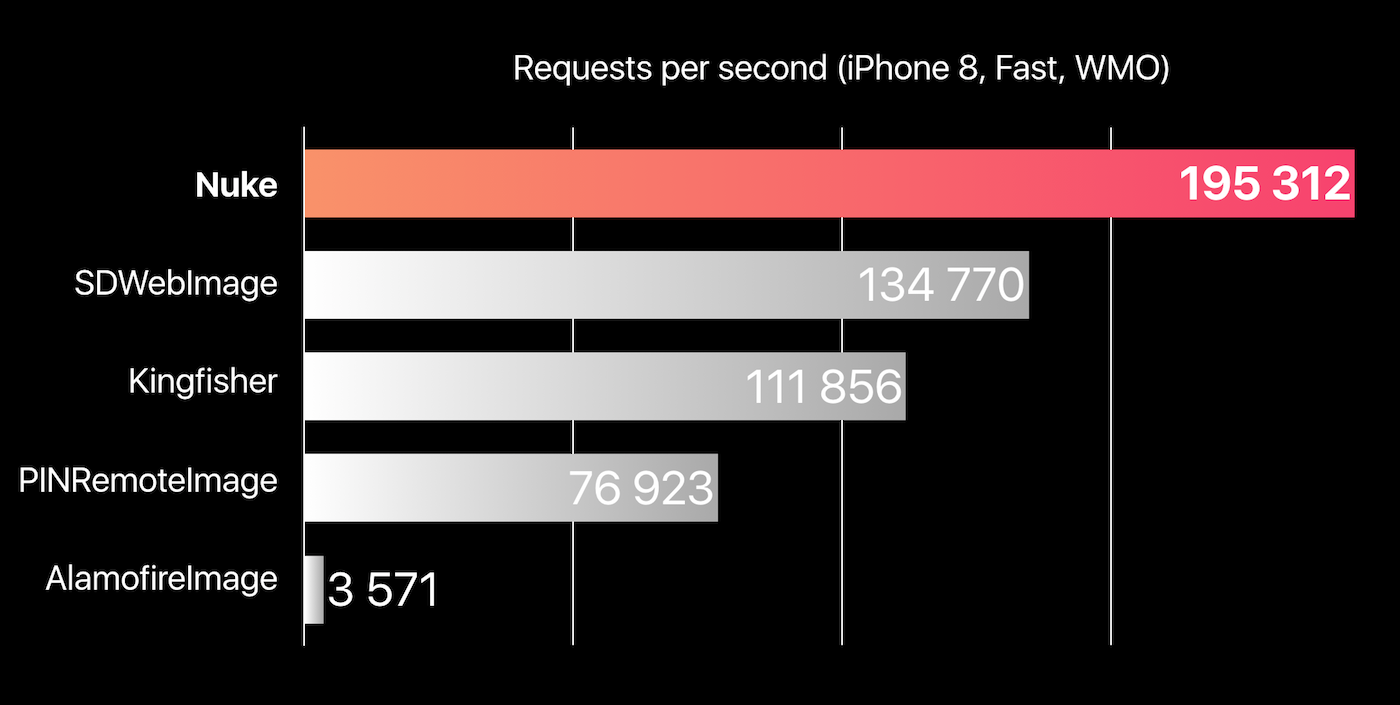 Requests per second (iPhone 8, Fast, WMO)
Nuke 195 312
SDWebImage 134 770
Kingfisher 111 856
PINRemoteImage 76 923
AlamofireImage 3 571